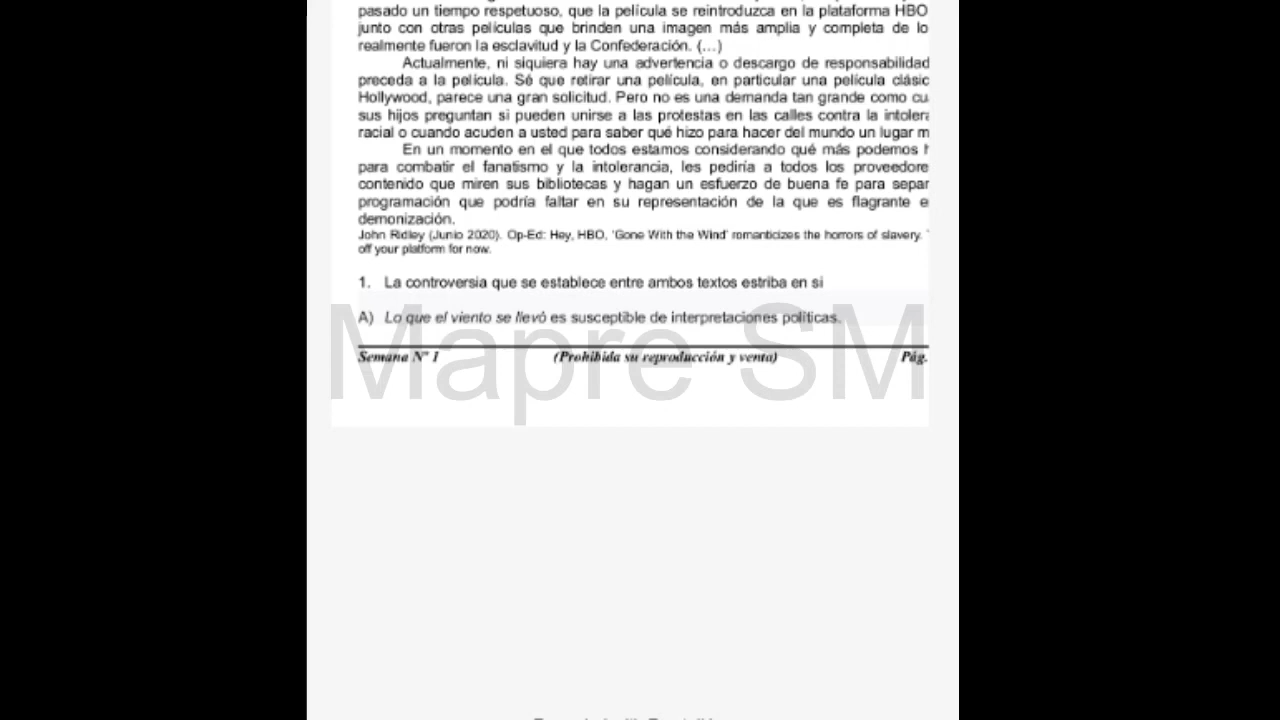 pasado un tiempo respetuoso, que la película se reintroduzca en la plataforma HBO
junto con otras películas que brinden una imagen más amplia y completa de lo
realmente fueron la esclavitud y la Confederación. (...)
Actualmente, ni siquiera hay una advertencia o descargo de responsabilidad
preceda a la película. Sé que retirar una película, en particular una película clásic
Hollywood, parece una gran solicitud. Pero no es una demanda tan grande como cu
sus hijos preguntan si pueden unirse a las protestas en las calles contra la intolera
racial o cuando acuden a usted para saber qué hizo para hacer del mundo un lugar m
En un momento en el que todos estamos considerando qué más podemos h
para combatir el fanatismo y la intolerancia, les pediría a todos los proveedore
contenido que miren sus bibliotecas y hagan un esfuerzo de buena fe para separ
programación que podría faltar en su representación de la que es flagrante e
demonización.
John Ridley (Junio 2020). Op-Ed: Hey, HBO, 'Gone With the Wind' romanticizes the horrors of slavery.
off your platform for now.
1. La controversia que se establece entre ambos textos estriba en si
A) Lo que el viento se llevó es susceptible de interpretaciones políticas.
Mapre SM
Semana Nº 1 (Prohibida su reproducción y venta) Pág.